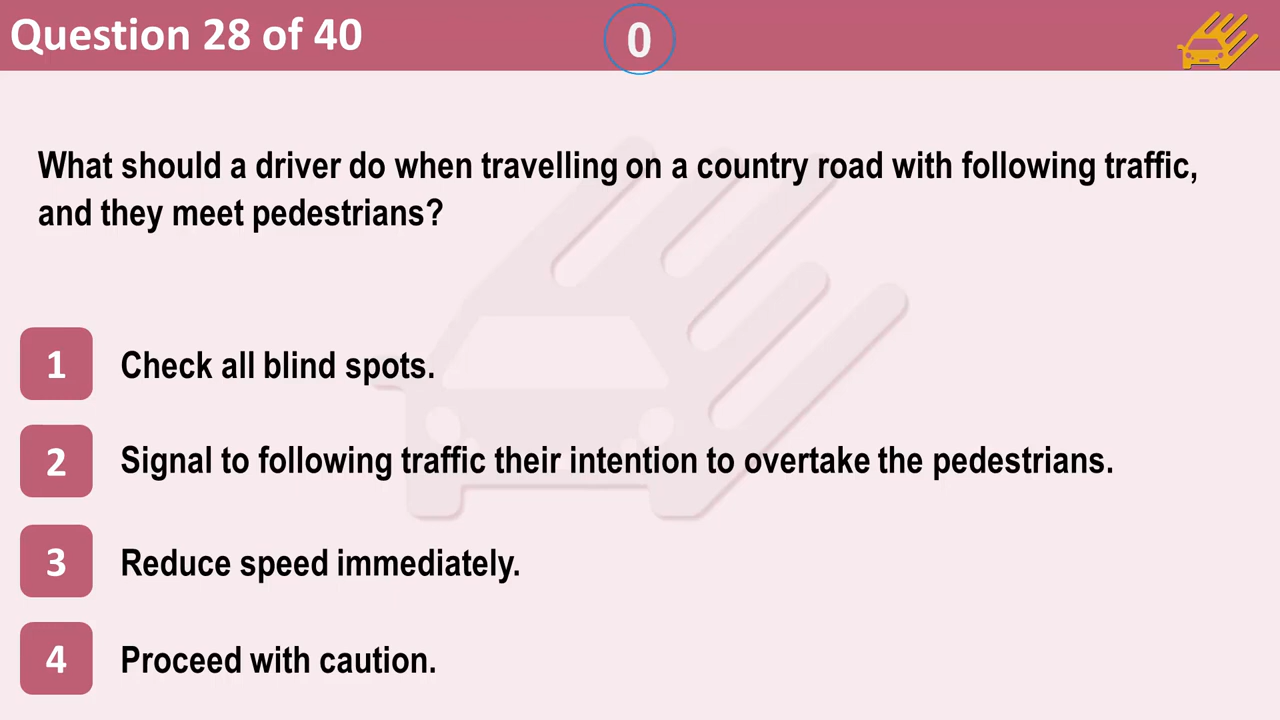 Question 28 of 40
0
What should a driver do when travelling on a country road with following traffic,
and they meet pedestrians?
1 Check all blind spots.
2 Signal to following traffic their intention to overtake the pedestrians.
3 Reduce speed immediately.
4 Proceed with caution.